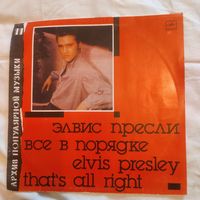 11
АРХИВ ПОПУЛЯРНОЙ МУЗЫКИ
ЭЛВИС ПРЕСЛИ
ВСЕ В ПОРЯДКЕ
elvis presley
that's all right